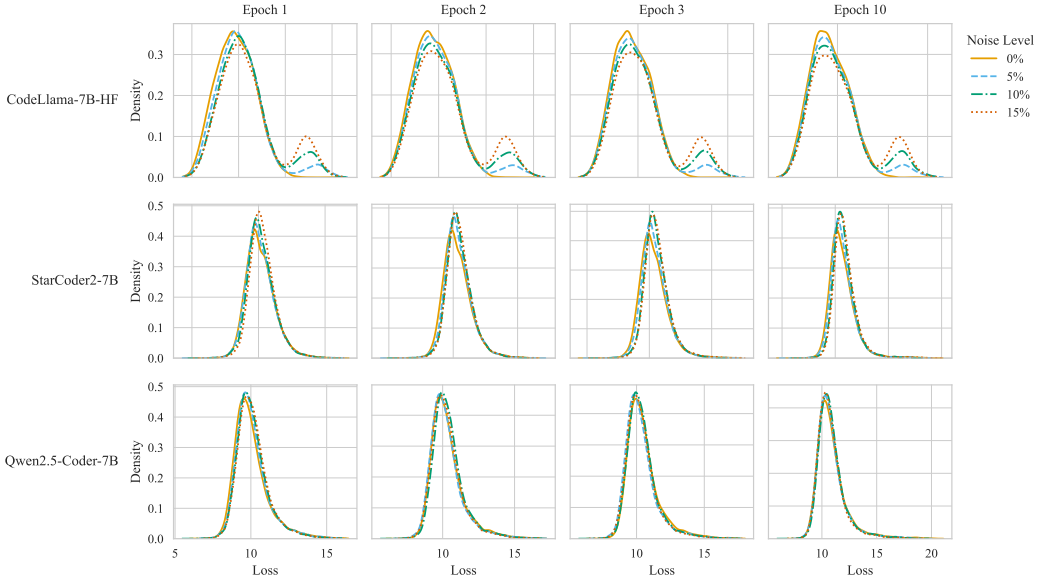 Epoch 1 Epoch 2 Epoch 3 Epoch 10
Noise Level
0%
5%
10%
15%
CodeLlama-7B-HF
Density
0.3
0.2
0.1
0.0
StarCoder2-7B
Density
0.5
0.4
0.3
0.2
0.1
0.0
Qwen2.5-Coder-7B
Density
0.5
0.4
0.3
0.2
0.1
0.0
5 10 15 10 15 10 15 10 15 20
Loss Loss Loss Loss